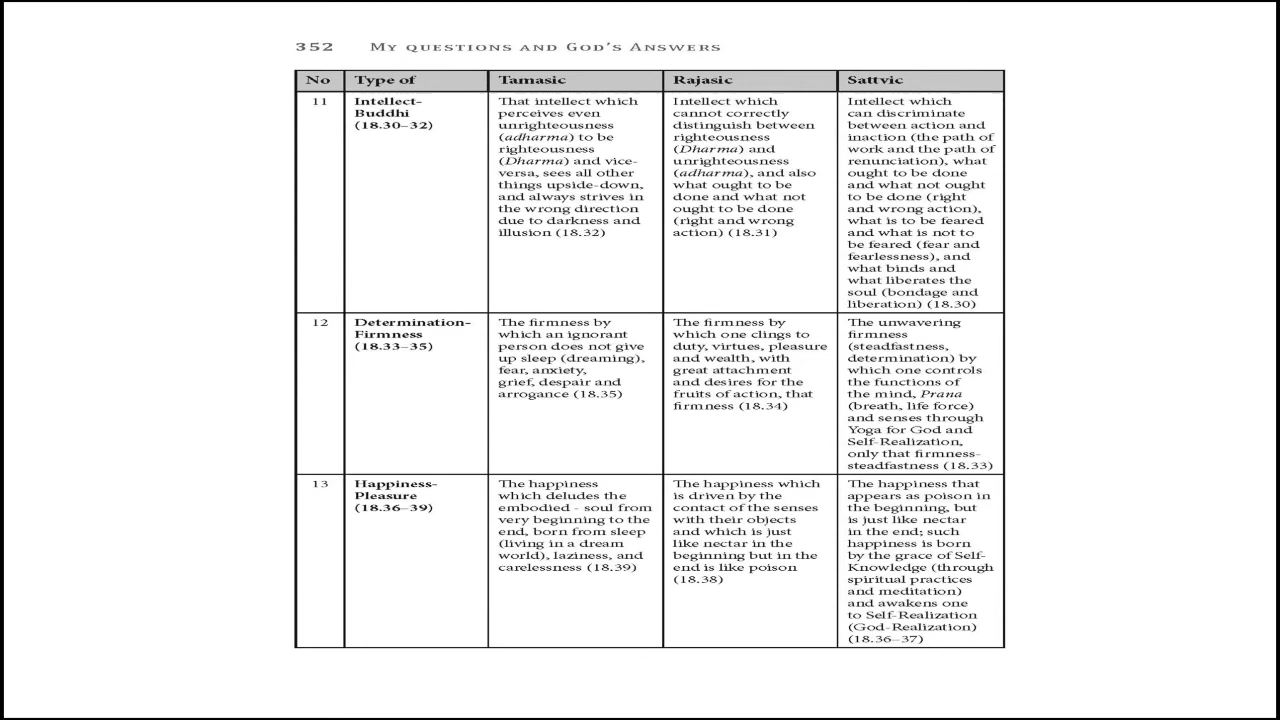 352 My questions and God's Answers
No Type of Tamasic Rajasic Sattvic
11
Intellect-
Buddhi
(18.30–32)
That intellect which
perceives even
unrighteousness
(adharma) to be
righteousness
(Dharma) and vice-
versa, sees all other
things upside-down,
and always strives in
the wrong direction
due to darkness and
illusion (18.32)
Intellect which
cannot correctly
distinguish between
righteousness
(Dharma) and
unrighteousness
(adharma), and also
what ought to be
done and what not
ought to be done
(right and wrong
action) (18.31)
Intellect which
can discriminate
between action and
inaction (the path of
work and the path of
renunciation), what
ought to be done
and what not ought
to be done (right
and wrong action),
what is to be feared
and what is not to
be feared (fear and
fearlessness), and
what binds and
what liberates the
soul (bondage and
liberation) (18.30)
12
Determination-
Firmness
(18.33–35)
The firmness by
which an ignorant
person does not give
up sleep (dreaming),
fear, anxiety,
grief, despair and
arrogance (18.35)
The firmness by
which one clings to
duty, virtues, pleasure
and wealth, with
great attachment
and desires for the
fruits of action, that
firmness (18.34)
The unwavering
firmness
(steadfastness,
determination) by
which one controls
the functions of
the mind, Prana
(breath, life force)
and senses through
Yoga for God and
Self-Realization,
only that firmness-
steadfastness (18.33)
13
Happiness-
Pleasure
(18.36–39)
The happiness
which deludes the
embodied - soul from
very beginning to the
end, born from sleep
(living in a dream
world), laziness, and
carelessness (18.39)
The happiness which
is driven by the
contact of the senses
with their objects
and which is just
like nectar in the
beginning but in the
end is like poison
(18.38)
The happiness that
appears as poison in
the beginning, but
is just like nectar
in the end; such
happiness is born
by the grace of Self-
Knowledge (through
spiritual practices
and meditation)
and awakens one
to Self-Realization
(God-Realization)
(18.36–37)